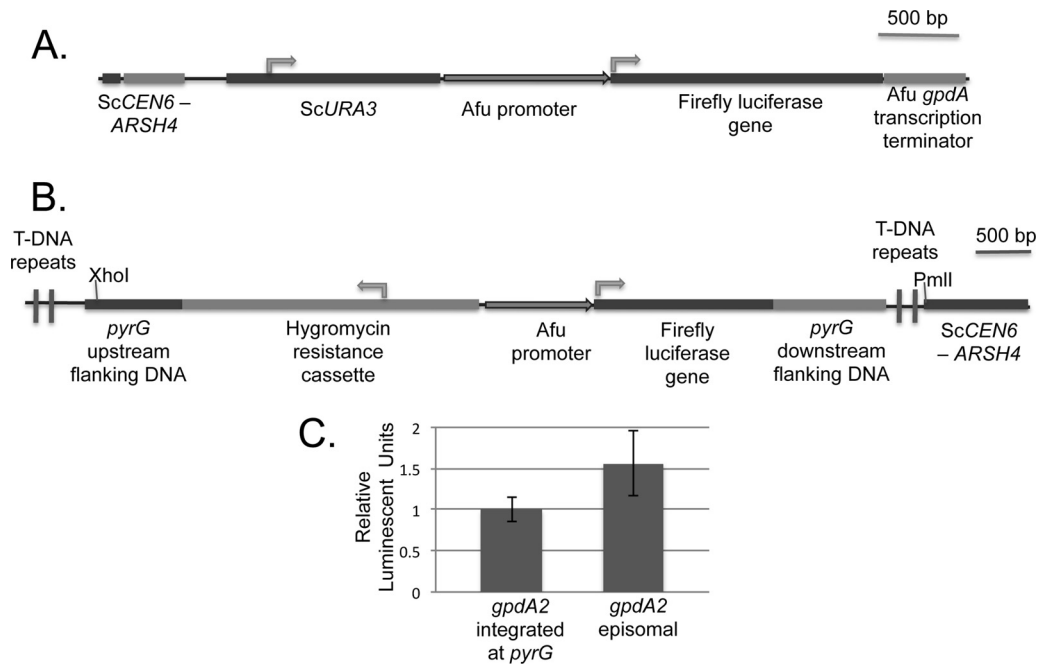 A.
500 bp
ScCEN6 –
ARSH4
ScURA3
Afu promoter
Firefly luciferase
gene
Afu gpdA
transcription
terminator
B.
T-DNA
repeats
XhoI
pyrG
upstream
flanking DNA
Hygromycin
resistance
cassette
Afu
promoter
Firefly
luciferase
gene
pyrG
downstream
flanking DNA
T-DNA
repeats
PmlI
500 bp
ScCEN6
– ARSH4
C.
Relative
Luminescent Units
2
1.5
1
0.5
0
gpdA2
integrated
at pyrG
gpdA2
episomal